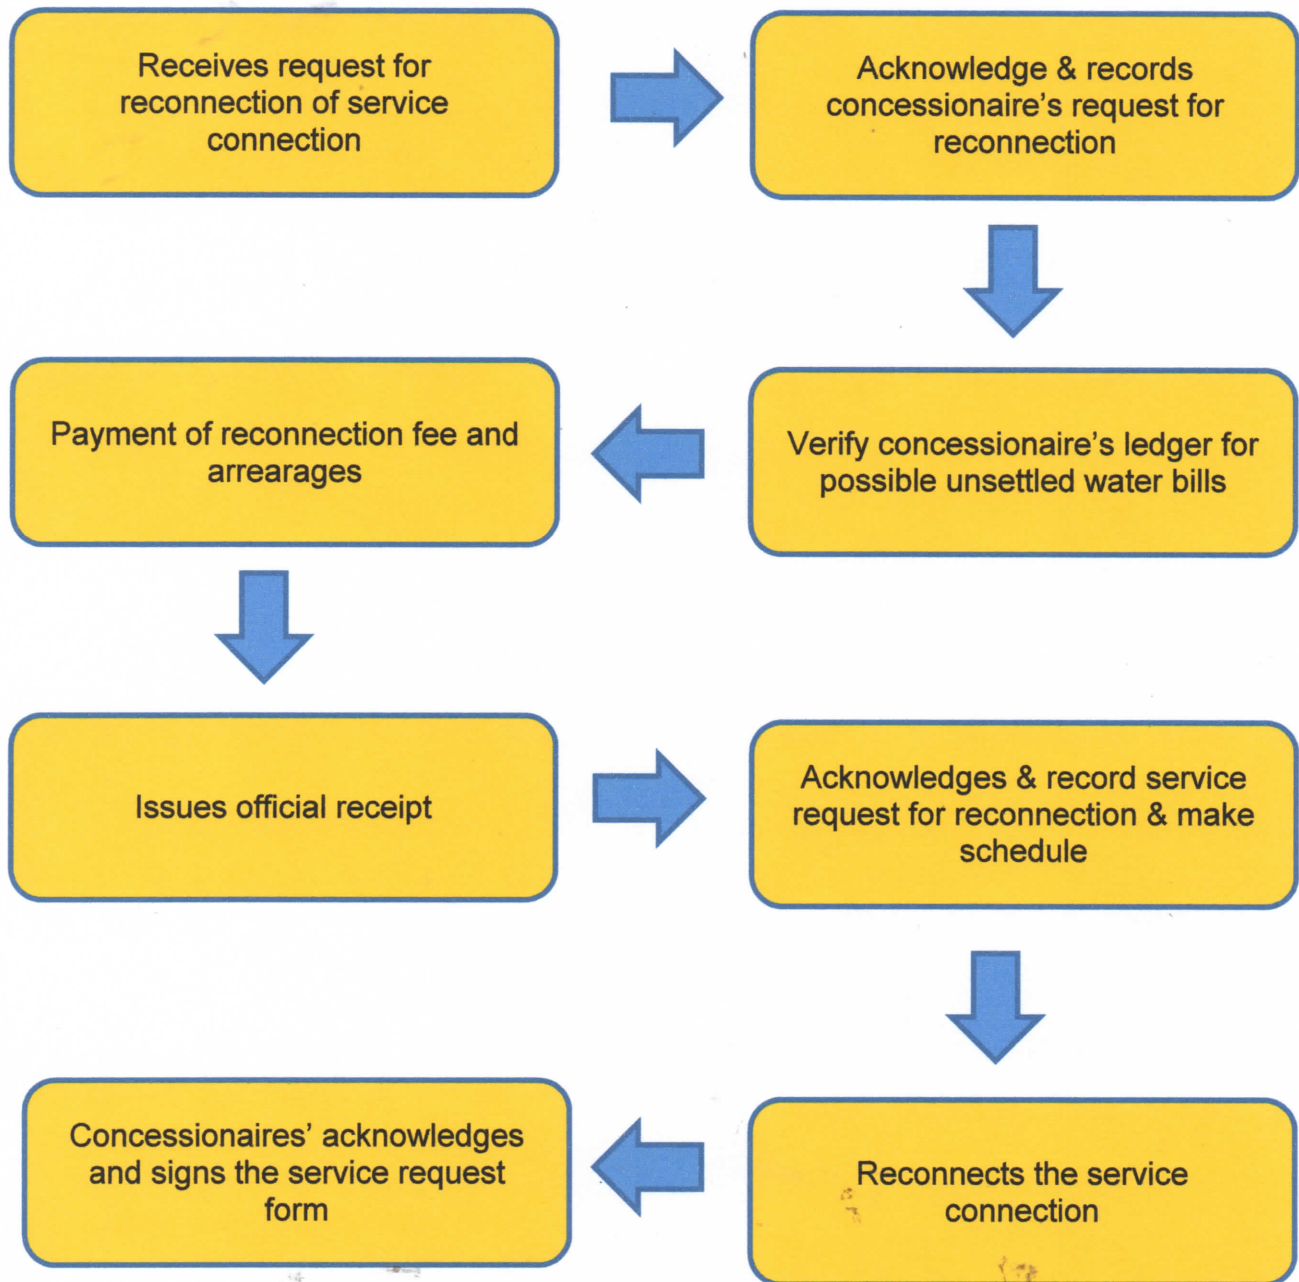 Receives request for
reconnection of service
connection
Acknowledge & records
concessionaire's request for
reconnection
Verify concessionaire's ledger for
possible unsettled water bills
Payment of reconnection fee and
arrearages
Issues official receipt
Acknowledges & record service
request for reconnection & make
schedule
Reconnects the service
connection
Concessionaires' acknowledges
and signs the service request
form